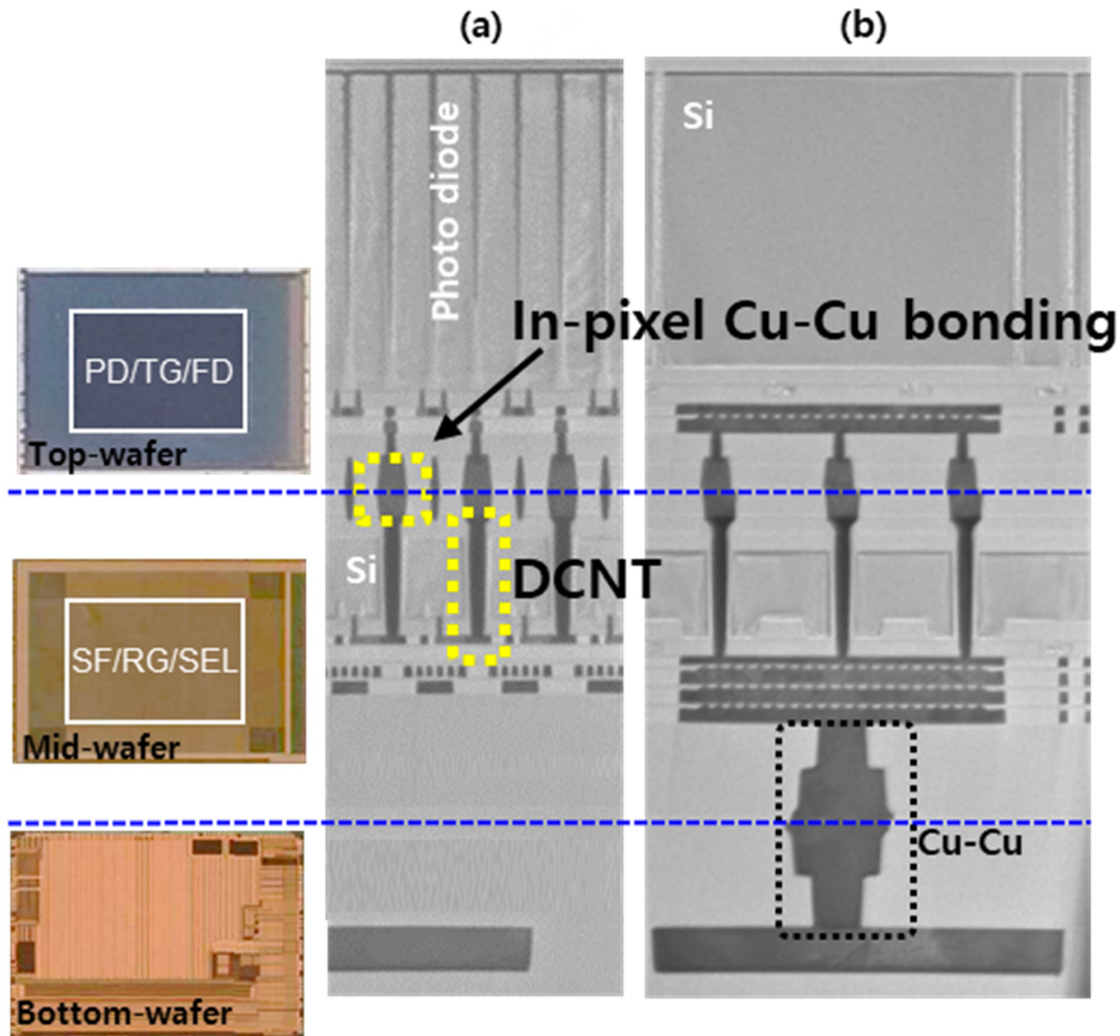 (a)
(b)
Si
Photo diode
In-pixel Cu-Cu bonding
PD/TG/FD
Top-wafer
Si
DCNT
SF/RG/SEL
Mid-wafer
Cu-Cu
Bottom-wafer